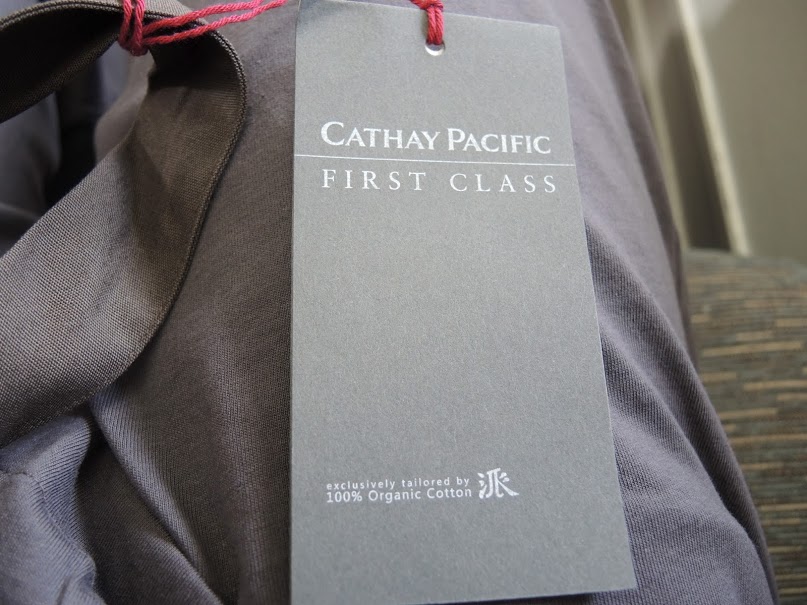 CATHAY PACIFIC
FIRST CLASS
exclusively tailored by
100% Organic Cotton 派